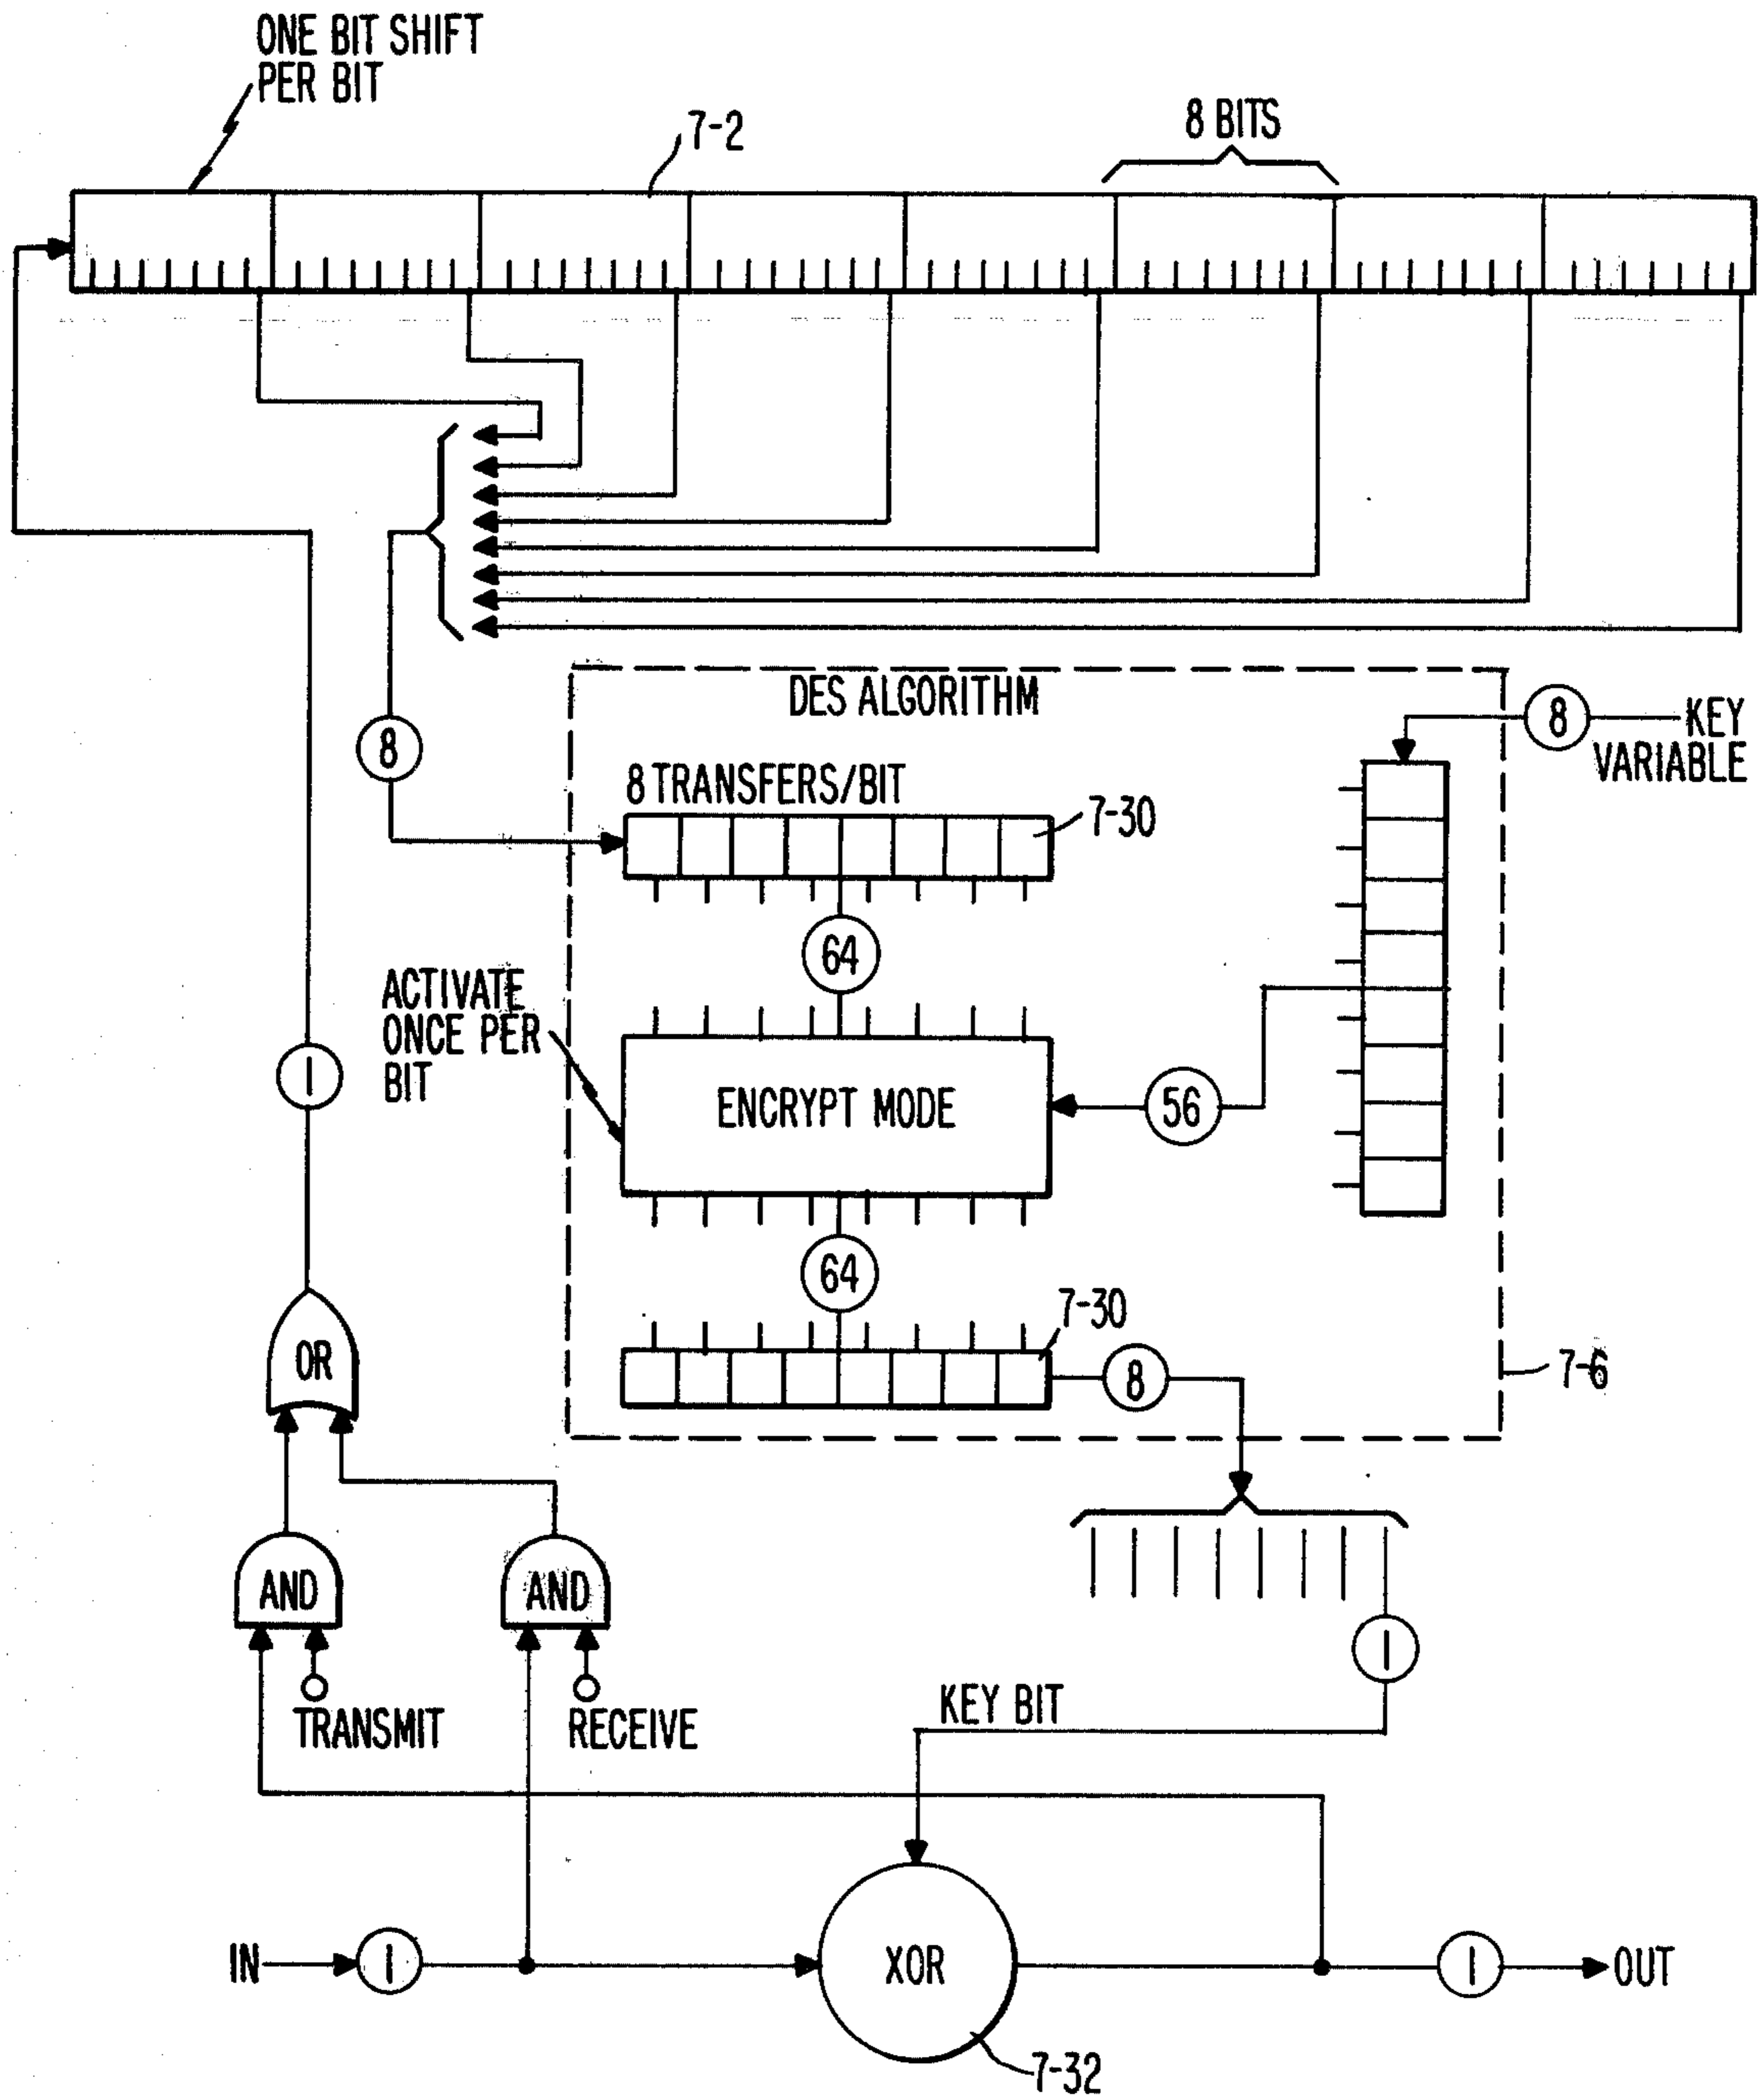 ONE BIT SHIFT
PER BIT
7-2
8 BITS
DES ALGORITHM
8
KEY
VARIABLE
8
8 TRANSFERS/BIT
7-30
64
ACTIVATE
ONCE PER
BIT
ENCRYPT MODE
56
1
64
7-30
8
7-6
OR
AND
AND
1
TRANSMIT
RECEIVE
KEY BIT
IN
1
XOR
1
OUT
7-32